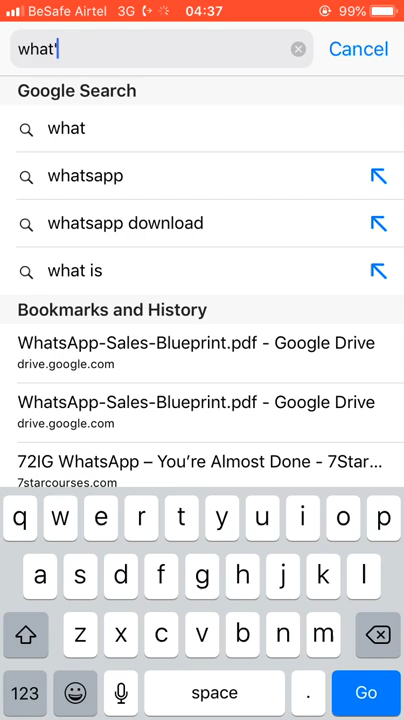 BeSafe Airtel 3G 04:37 99%
what' Cancel
Google Search
what
whatsapp
whatsapp download
what is
Bookmarks and History
WhatsApp-Sales-Blueprint.pdf - Google Drive
drive.google.com
WhatsApp-Sales-Blueprint.pdf - Google Drive
drive.google.com
72IG WhatsApp – You're Almost Done - 7Star...
7starcourses.com
q w e r t y u i o p
a s d f g h j k l
z x c v b n m
123 space . Go